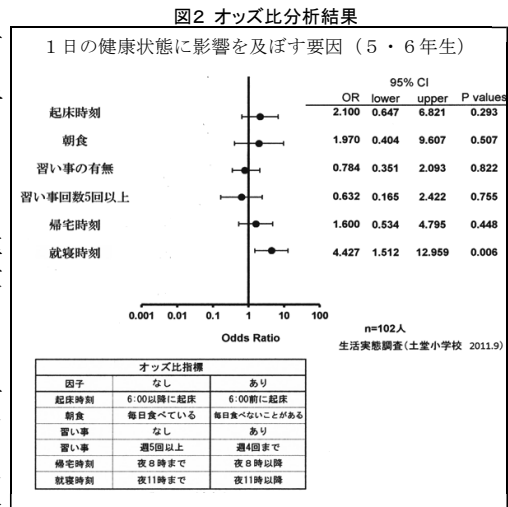 図2 オッズ比分析結果
1日の健康状態に影響を及ぼす要因（5・6年生）
95% CI
OR lower upper P values
起床時刻 2.100 0.647 6.821 0.293
朝食 1.970 0.404 9.607 0.507
習い事の有無 0.784 0.351 2.093 0.822
習い事回数5回以上 0.632 0.165 2.422 0.755
帰宅時刻 1.600 0.534 4.795 0.448
就寝時刻 4.427 1.512 12.959 0.006
0.001 0.01 0.1 1 10 100
Odds Ratio
n=102人
生活実態調査（土堂小学校 2011.9）
オッズ比指標
因子 なし あり
起床時刻 6:00以降に起床 6:00前に起床
朝食 毎日食べている 毎日食べないことがある
習い事 なし あり
習い事 週5回以上 週4回まで
帰宅時刻 夜8時まで 夜8時以降
就寝時刻 夜11時まで 夜11時以降